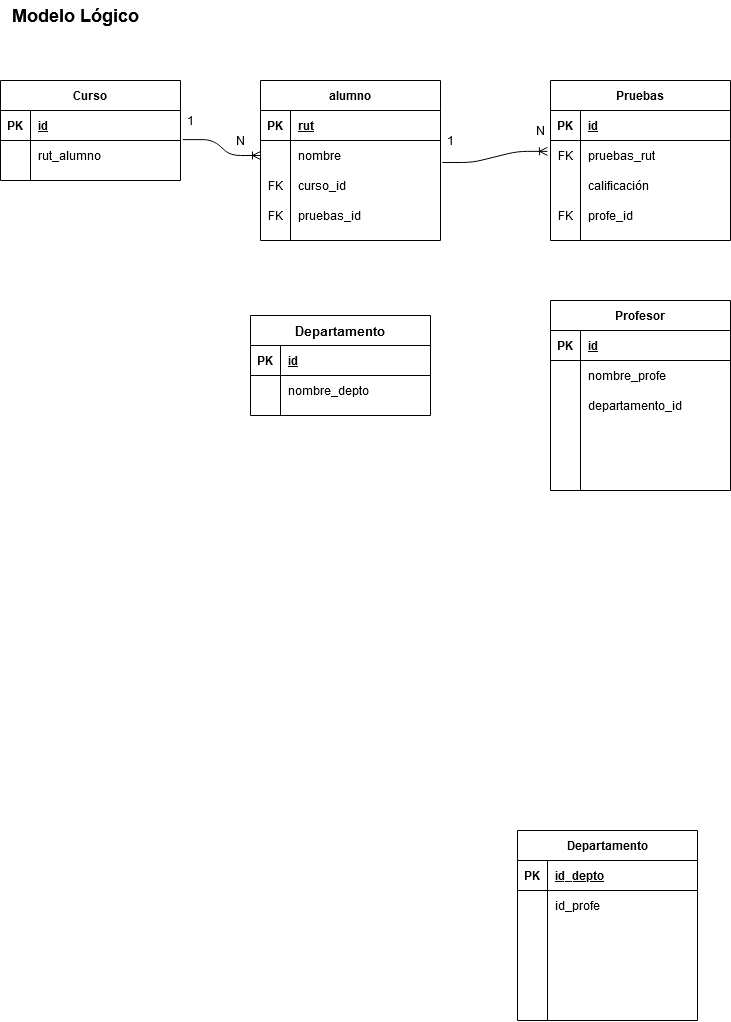 Modelo Lógico
Curso
PK id
rut_alumno
1
N
alumno
PK rut
nombre
FK curso_id
FK pruebas_id
1
N
Pruebas
PK id
FK pruebas_rut
calificación
FK profe_id
Departamento
PK id
nombre_depto
Profesor
PK id
nombre_profe
departamento_id
Departamento
PK id_depto
id_profe